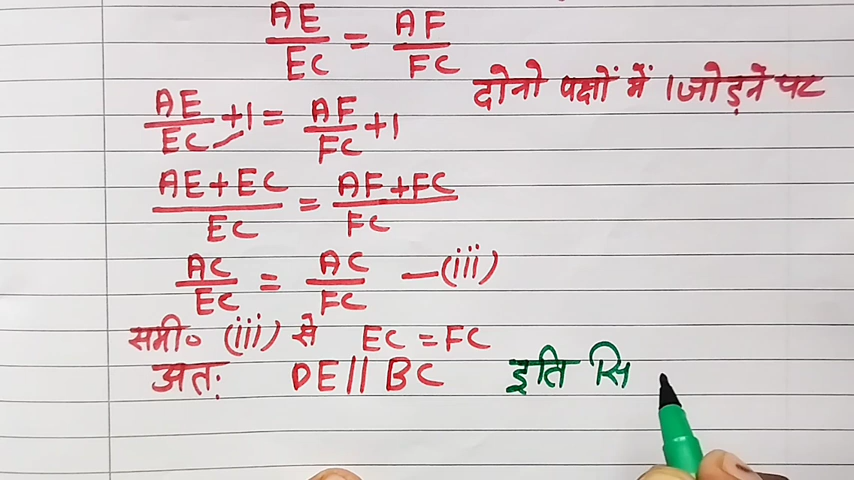 AE/EC = AF/FC
दोनो पक्षों में 1 जोड़ने पर
AE/EC + 1 = AF/FC + 1
AE+EC/EC = AF+FC/FC
AC/EC = AC/FC —(iii)
समी० (iii) से EC = FC
अतः DE || BC इति सि